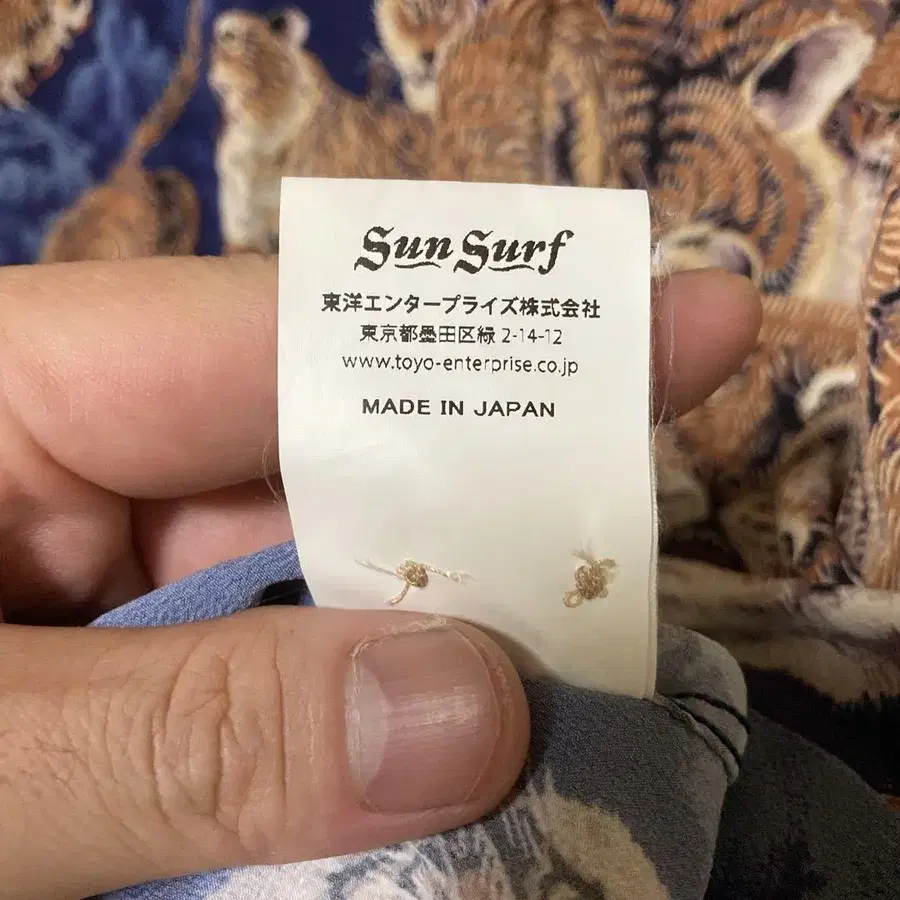 Sun Surf
東洋エンタープライズ株式会社
東京都墨田区緑 2-14-12
www.toyo-enterprise.co.jp
MADE IN JAPAN